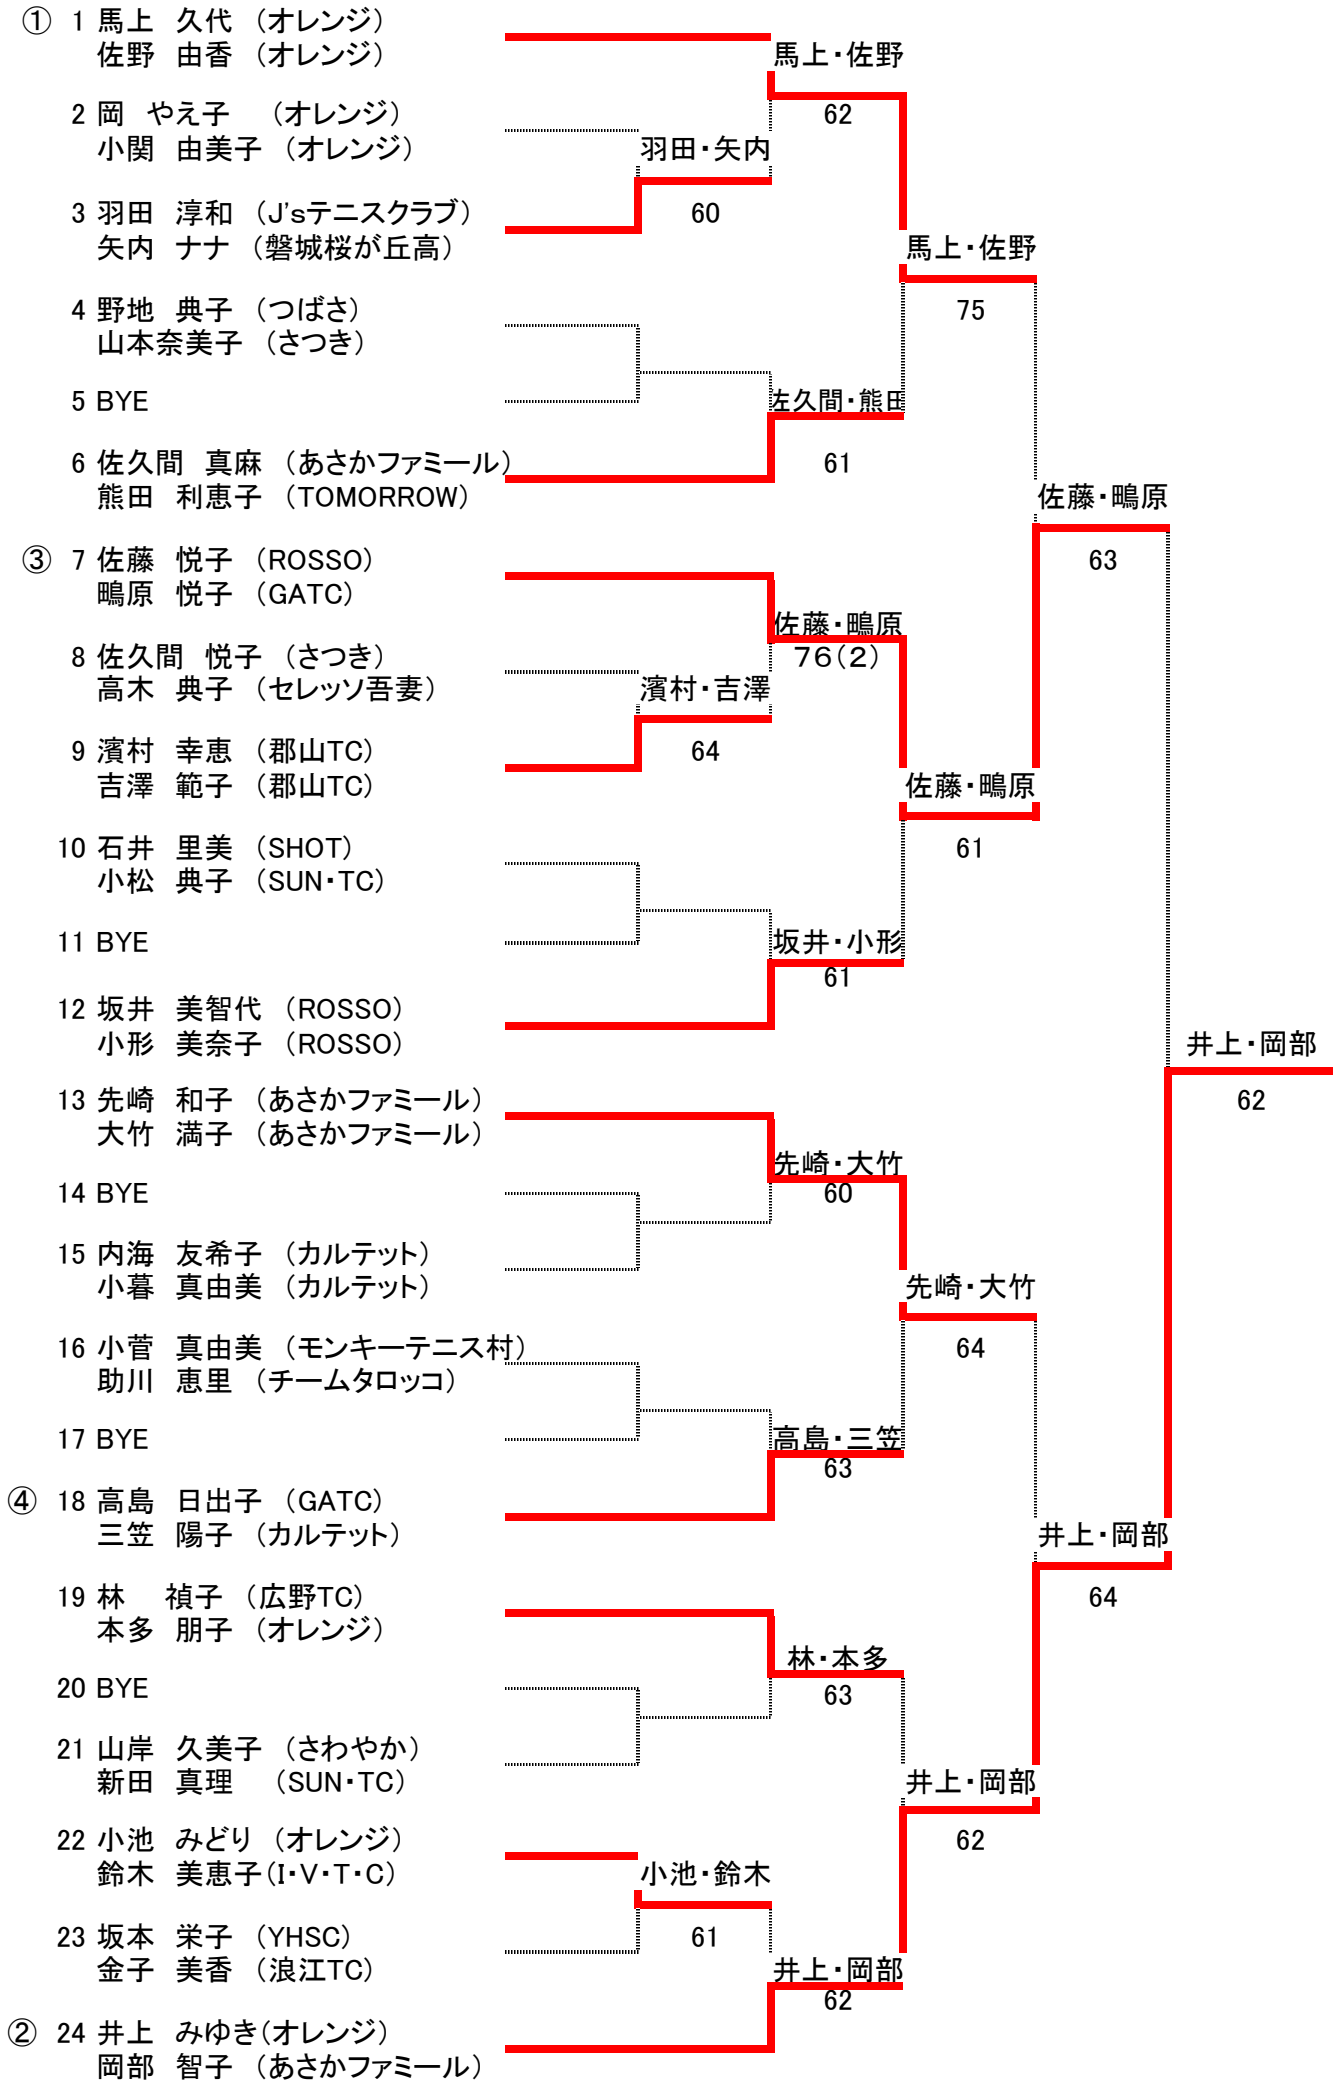 ① 1 馬上 久代 (オレンジ)
佐野 由香 (オレンジ)
馬上・佐野
62
2 岡 やえ子 (オレンジ)
小関 由美子 (オレンジ)
羽田・矢内
60
3 羽田 淳和 (J'sテニスクラブ)
矢内 ナナ (磐城桜が丘高)
馬上・佐野
75
4 野地 典子 (つばさ)
山本奈美子 (さつき)
5 BYE
佐久間・熊田
61
6 佐久間 真麻 (あさかファミール)
熊田 利恵子 (TOMORROW)
佐藤・鴫原
63
③ 7 佐藤 悦子 (ROSSO)
鴫原 悦子 (GATC)
佐藤・鴫原
76(2)
8 佐久間 悦子 (さつき)
高木 典子 (セレッソ吾妻)
濱村・吉澤
64
9 濱村 幸恵 (郡山TC)
吉澤 範子 (郡山TC)
佐藤・鴫原
61
10 石井 里美 (SHOT)
小松 典子 (SUN・TC)
11 BYE
坂井・小形
61
12 坂井 美智代 (ROSSO)
小形 美奈子 (ROSSO)
井上・岡部
62
13 先崎 和子 (あさかファミール)
大竹 満子 (あさかファミール)
先崎・大竹
60
14 BYE
15 内海 友希子 (カルテット)
小暮 真由美 (カルテット)
先崎・大竹
64
16 小菅 真由美 (モンキーテニス村)
助川 恵里 (チームタロッコ)
17 BYE
高島・三笠
63
④ 18 高島 日出子 (GATC)
三笠 陽子 (カルテット)
井上・岡部
64
19 林 禎子 (広野TC)
本多 朋子 (オレンジ)
林・本多
63
20 BYE
21 山岸 久美子 (さわやか)
新田 真理 (SUN・TC)
井上・岡部
62
22 小池 みどり (オレンジ)
鈴木 美恵子(I・V・T・C)
小池・鈴木
61
23 坂本 栄子 (YHSC)
金子 美香 (浪江TC)
井上・岡部
62
② 24 井上 みゆき(オレンジ)
岡部 智子 (あさかファミール)